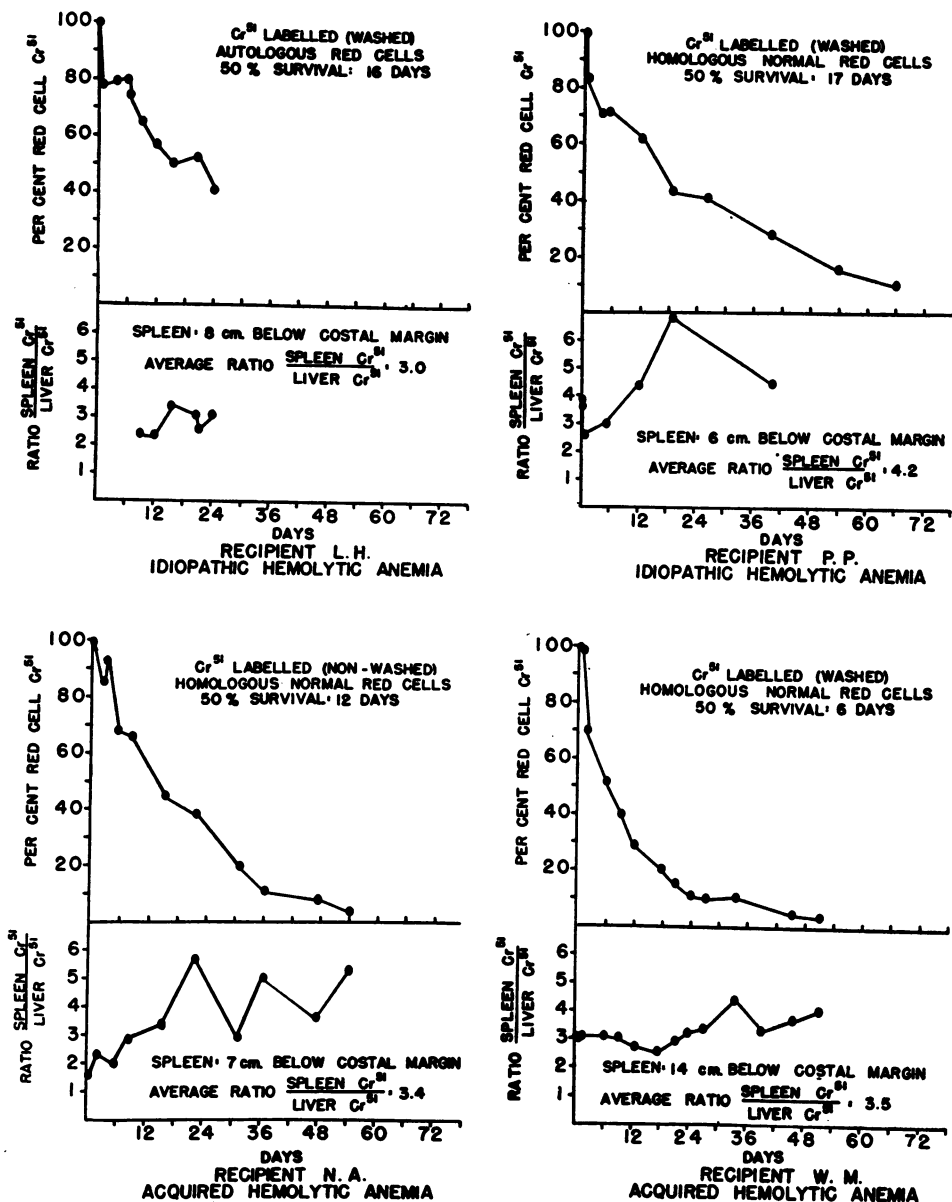 Cr⁵¹ LABELLED (WASHED)
AUTOLOGOUS RED CELLS
50 % SURVIVAL: 16 DAYS
PER CENT RED CELL Cr⁵¹
100
80
60
40
20
SPLEEN: 8 cm. BELOW COSTAL MARGIN
AVERAGE RATIO SPLEEN Cr⁵¹ / LIVER Cr⁵¹ : 3.0
RATIO SPLEEN Cr⁵¹ / LIVER Cr⁵¹
6
5
4
3
2
1
12 24 36 48 60 72
DAYS
RECIPIENT L.H.
IDIOPATHIC HEMOLYTIC ANEMIA
Cr⁵¹ LABELLED (WASHED)
HOMOLOGOUS NORMAL RED CELLS
50 % SURVIVAL: 17 DAYS
PER CENT RED CELL Cr⁵¹
100
80
60
40
20
RATIO SPLEEN Cr⁵¹ / LIVER Cr⁵¹
6
5
4
3
2
1
SPLEEN: 6 cm. BELOW COSTAL MARGIN
AVERAGE RATIO SPLEEN Cr⁵¹ / LIVER Cr⁵¹ : 4.2
12 24 36 48 60 72
DAYS
RECIPIENT P. P.
IDIOPATHIC HEMOLYTIC ANEMIA
Cr⁵¹ LABELLED (NON-WASHED)
HOMOLOGOUS NORMAL RED CELLS
50 % SURVIVAL: 12 DAYS
PER CENT RED CELL Cr⁵¹
100
80
60
40
20
RATIO SPLEEN Cr⁵¹ / LIVER Cr⁵¹
6
5
4
3
2
1
SPLEEN: 7 cm. BELOW COSTAL MARGIN
AVERAGE RATIO SPLEEN Cr⁵¹ / LIVER Cr⁵¹ : 3.4
12 24 36 48 60 72
DAYS
RECIPIENT N. A.
ACQUIRED HEMOLYTIC ANEMIA
Cr⁵¹ LABELLED (WASHED)
HOMOLOGOUS NORMAL RED CELLS
50 % SURVIVAL: 6 DAYS
PER CENT RED CELL Cr⁵¹
100
80
60
40
20
RATIO SPLEEN Cr⁵¹ / LIVER Cr⁵¹
6
5
4
3
2
1
SPLEEN: 14 cm. BELOW COSTAL MARGIN
AVERAGE RATIO SPLEEN Cr⁵¹ / LIVER Cr⁵¹ : 3.5
12 24 36 48 60 72
DAYS
RECIPIENT W. M.
ACQUIRED HEMOLYTIC ANEMIA